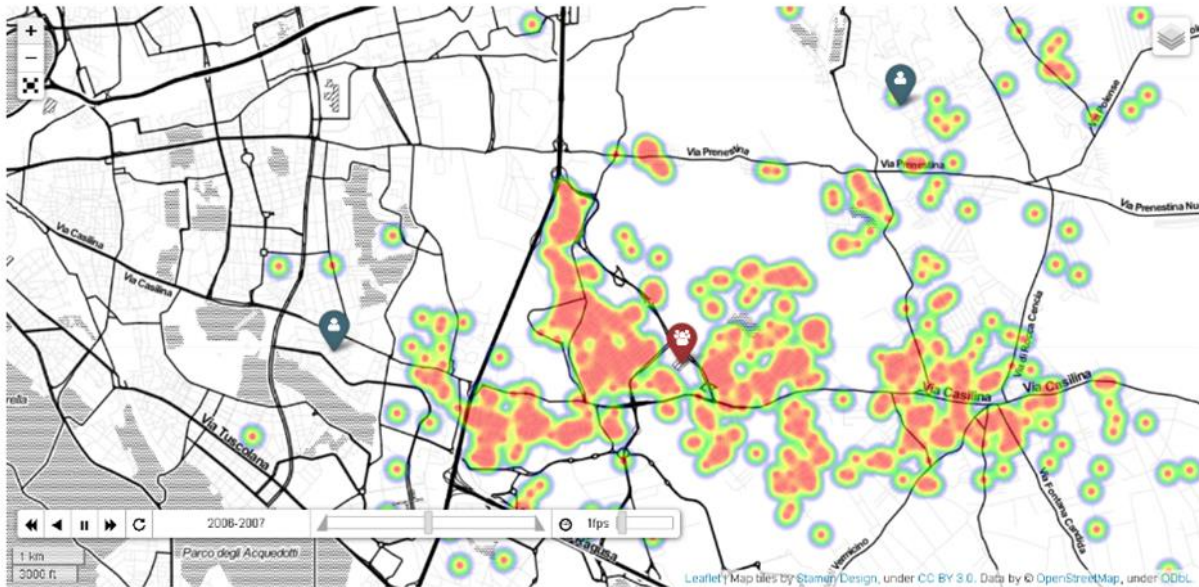 +
−
Via Polense
Via Prenestina
Via Prenestina
Via Prenestina Nu
Via Casilina
Via Casilina
Via di Rocca Cencia
Via Casilina
Via Casilina
Via Tuscolana
Via Fontana Candida
2006-2007
1fps
1 km
3000 ft
Parco degli Acquedotti
Vermicino
Leaflet | Map tiles by Stamen Design, under CC BY 3.0. Data by © OpenStreetMap, under ODbL